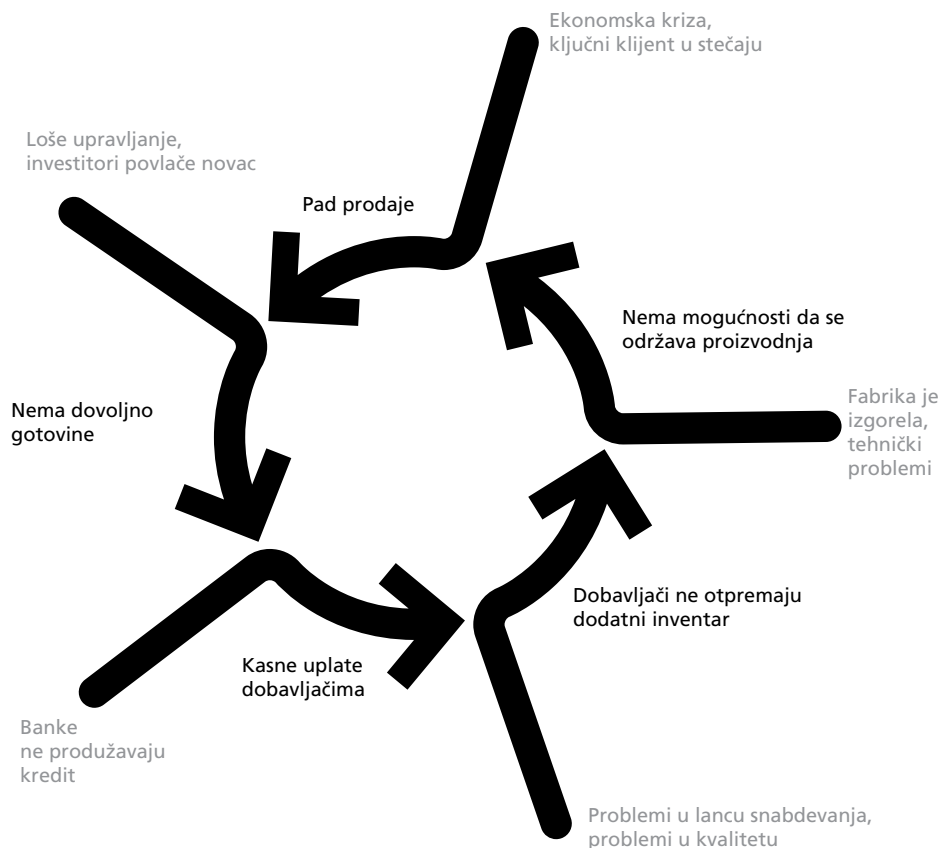 Ekonomska kriza,
ključni klijent u stečaju
Loše upravljanje,
investitori povlače novac
Pad prodaje
Nema mogućnosti da se
održava proizvodnja
Fabrika je
izgorela,
tehnički
problemi
Nema dovoljno
gotovine
Dobavljači ne otpremaju
dodatni inventar
Kasne uplate
dobavljačima
Banke
ne produžavaju
kredit
Problemi u lancu snabdevanja,
problemi u kvalitetu